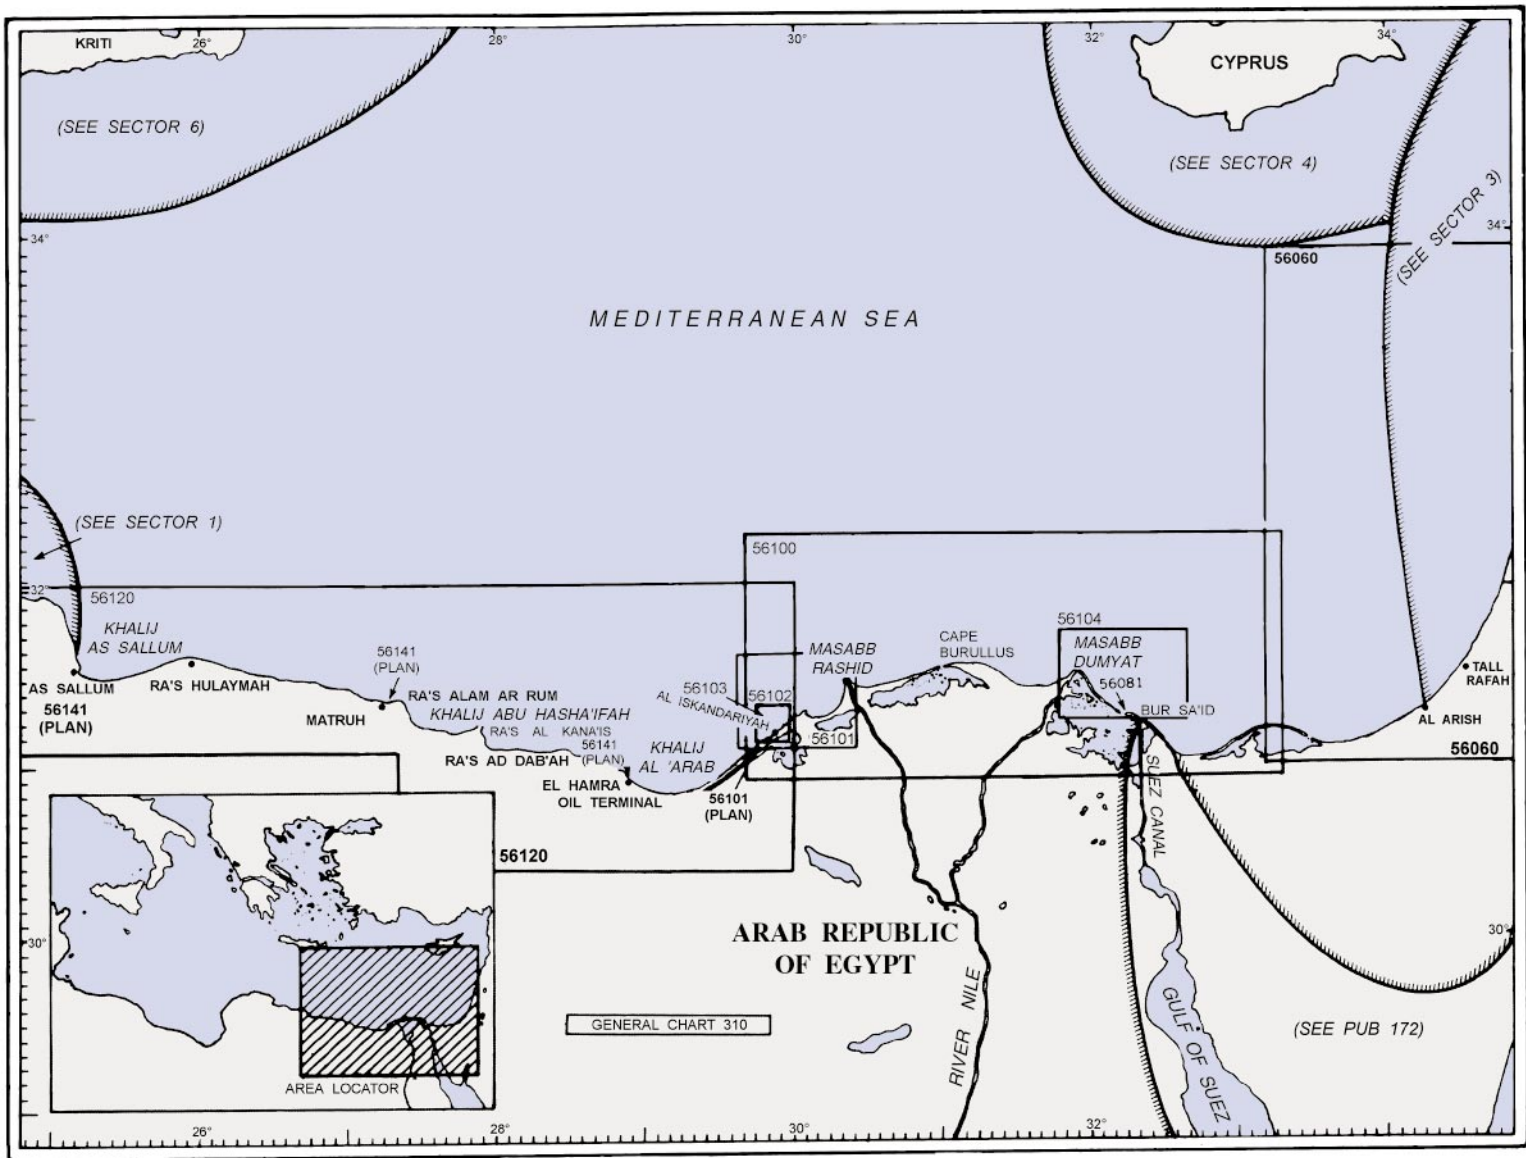 KRITI
26°
28°
30°
32°
34°
CYPRUS
(SEE SECTOR 6)
(SEE SECTOR 4)
(SEE SECTOR 3)
34°
34°
56060
MEDITERRANEAN SEA
(SEE SECTOR 1)
56100
32°
56120
KHALIJ
AS SALLUM
56104
MASABB
DUMYAT
56081
CAPE
BURULLUS
MASABB
RASHID
56141
(PLAN)
AS SALLUM
56141
(PLAN)
RA'S HULAYMAH
MATRUH
RA'S ALAM AR RUM
KHALIJ ABU HASHA'IFAH
RA'S AL KANA'IS
56141
(PLAN)
RA'S AD DAB'AH
EL HAMRA
OIL TERMINAL
KHALIJ
AL 'ARAB
56103
56102
AL ISKANDARIYAH
56101
56101
(PLAN)
BUR SA'ID
TALL
RAFAH
AL ARISH
56060
SUEZ CANAL
56120
ARAB REPUBLIC
OF EGYPT
30°
30°
RIVER NILE
GULF OF SUEZ
GENERAL CHART 310
(SEE PUB 172)
AREA LOCATOR
26°
28°
30°
32°